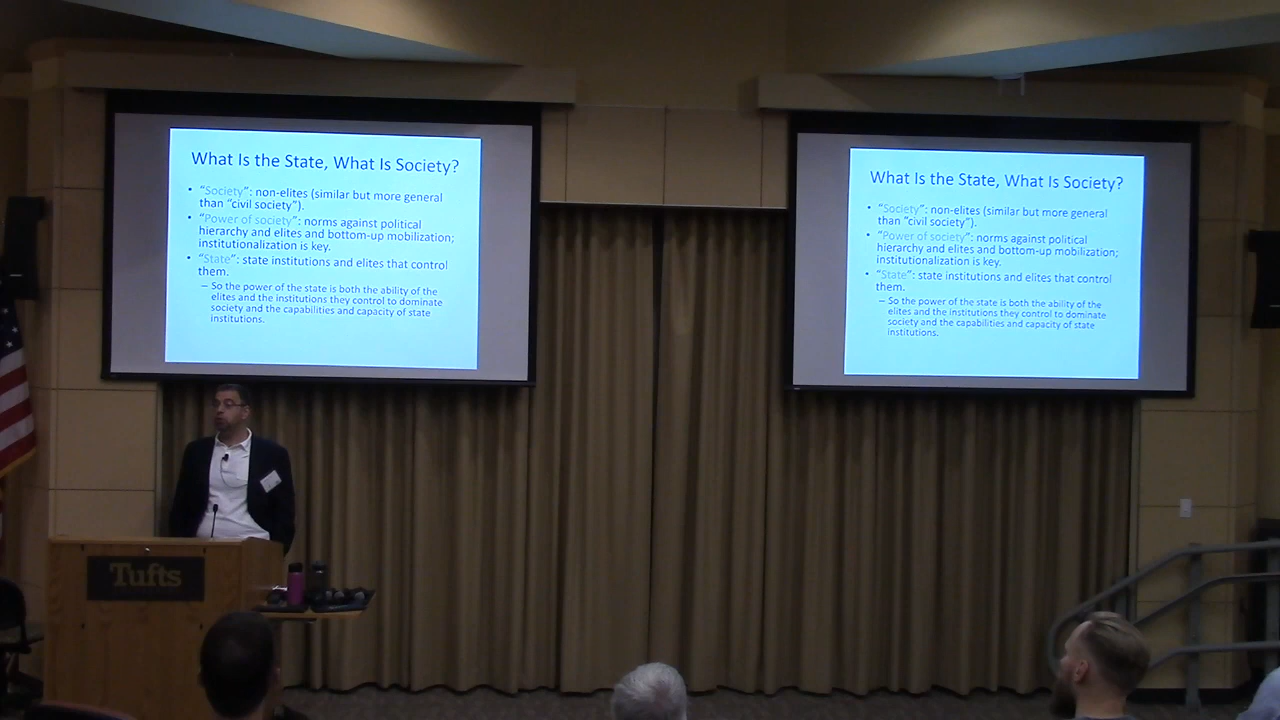 What Is the State, What Is Society?
• "Society": non-elites (similar but more general
than "civil society").
• "Power of society": norms against political
hierarchy and elites and bottom-up mobilization;
institutionalization is key.
• "State": state institutions and elites that control
them.
– So the power of the state is both the ability of the
elites and the institutions they control to dominate
society and the capabilities and capacity of state
institutions.
What Is the State, What Is Society?
• "Society": non-elites (similar but more general
than "civil society").
• "Power of society": norms against political
hierarchy and elites and bottom-up mobilization;
institutionalization is key.
• "State": state institutions and elites that control
them.
– So the power of the state is both the ability of the
elites and the institutions they control to dominate
society and the capabilities and capacity of state
institutions.
Tufts